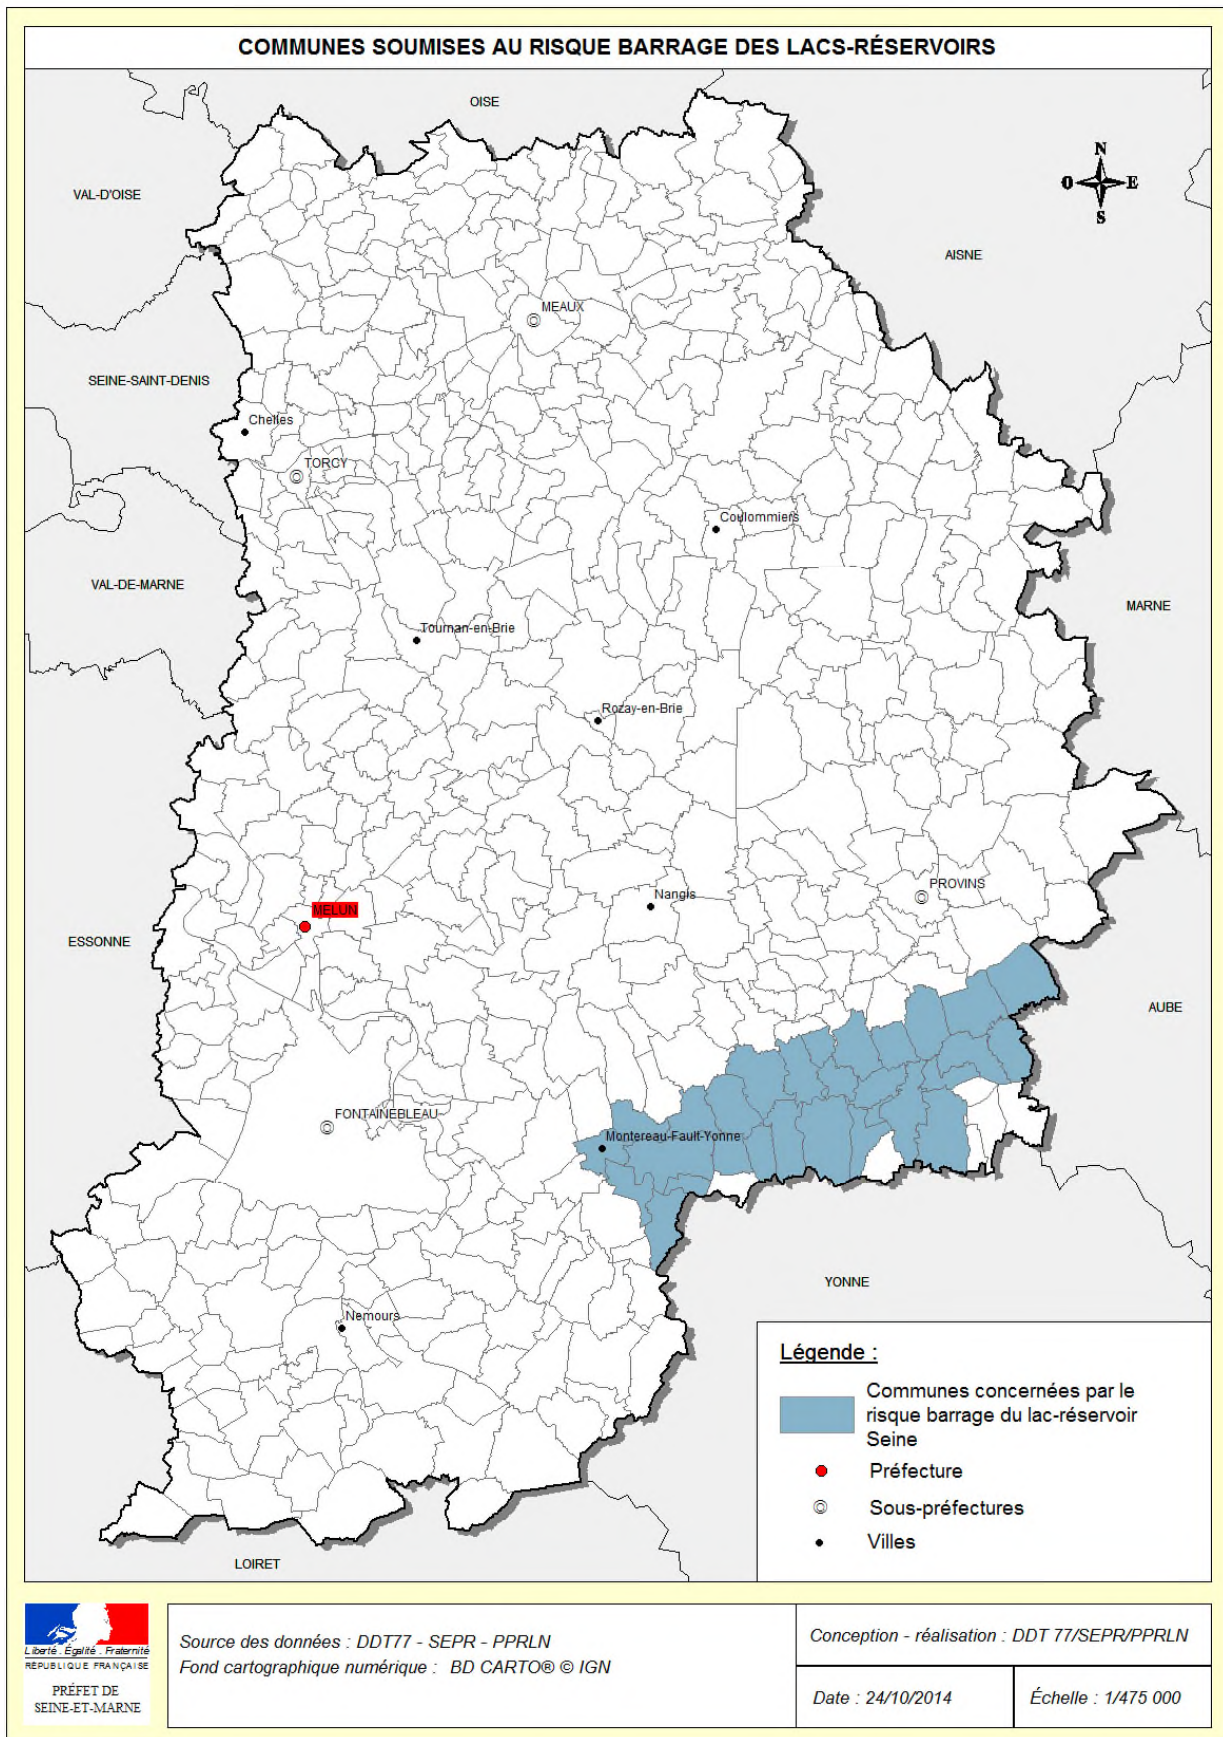 COMMUNES SOUMISES AU RISQUE BARRAGE DES LACS-RÉSERVOIRS
OISE
N
O
E
S
VAL-D'OISE
AISNE
MEAUX
SEINE-SAINT-DENIS
Chelles
TORCY
Coulommiers
VAL-DE-MARNE
MARNE
Tournan-en-Brie
Rozay-en-Brie
PROVINS
Nangis
MELUN
ESSONNE
AUBE
FONTAINEBLEAU
Montereau-Fault-Yonne
YONNE
Nemours
LOIRET
Légende :
Communes concernées par le
risque barrage du lac-réservoir
Seine
Préfecture
Sous-préfectures
Villes
Liberté . Égalité . Fraternité
RÉPUBLIQUE FRANÇAISE
PRÉFET DE
SEINE-ET-MARNE
Source des données : DDT77 - SEPR - PPRLN
Fond cartographique numérique : BD CARTO® © IGN
Conception - réalisation : DDT 77/SEPR/PPRLN
Date : 24/10/2014
Échelle : 1/475 000